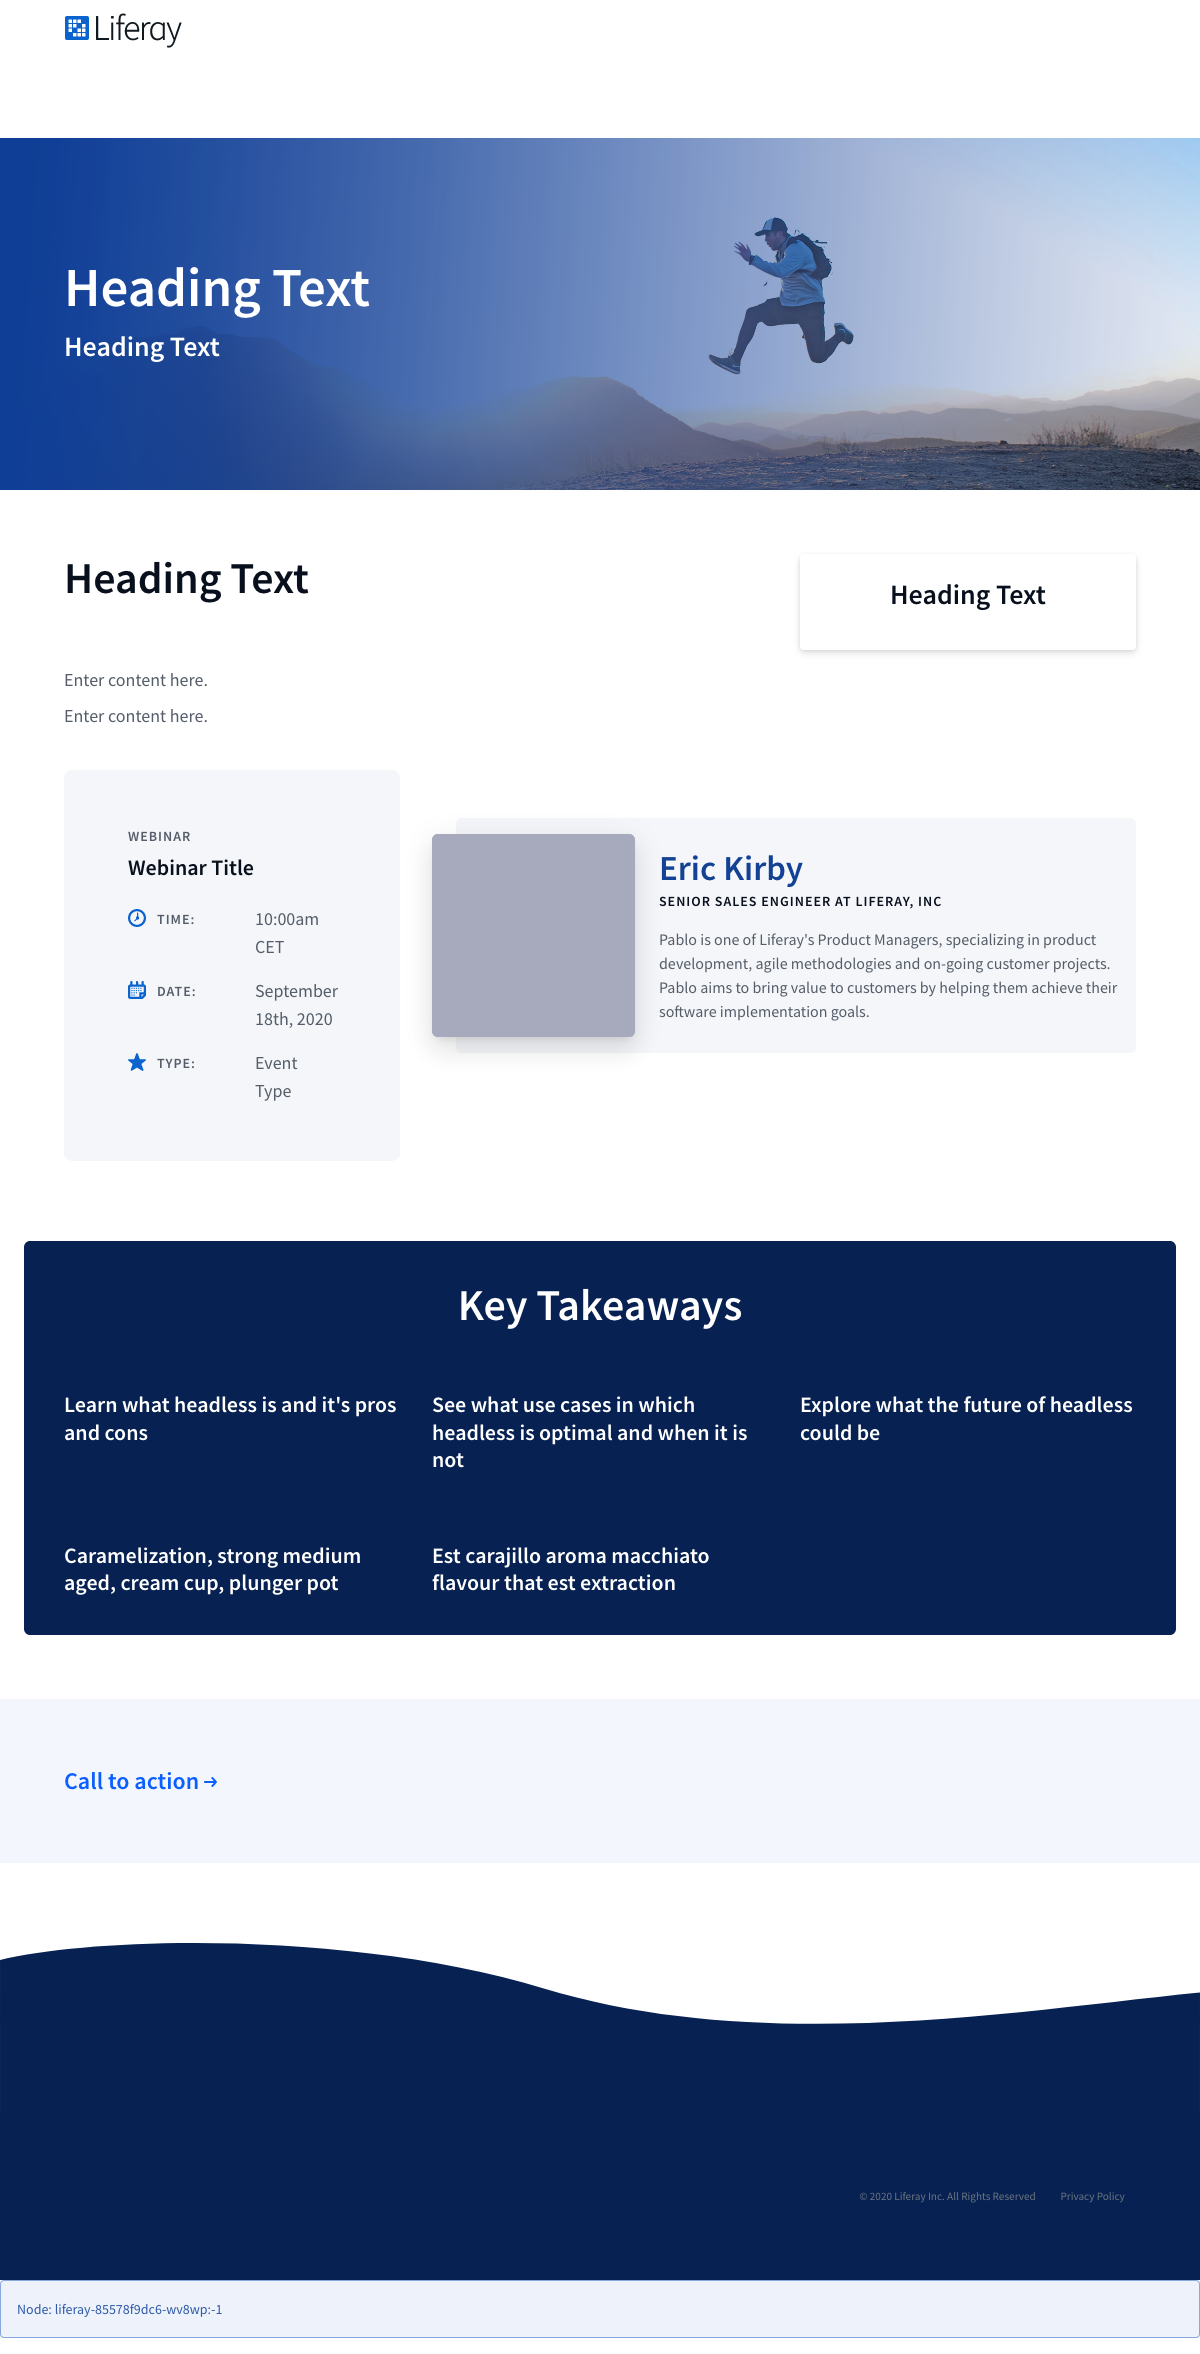 Liferay
Heading Text
Heading Text
Heading Text
Heading Text
Enter content here.
Enter content here.
WEBINAR
Webinar Title
TIME: 10:00am
CET
DATE: September
18th, 2020
TYPE: Event
Type
Eric Kirby
SENIOR SALES ENGINEER AT LIFERAY, INC
Pablo is one of Liferay's Product Managers, specializing in product
development, agile methodologies and on-going customer projects.
Pablo aims to bring value to customers by helping them achieve their
software implementation goals.
Key Takeaways
Learn what headless is and it's pros
and cons
See what use cases in which
headless is optimal and when it is
not
Explore what the future of headless
could be
Caramelization, strong medium
aged, cream cup, plunger pot
Est carajillo aroma macchiato
flavour that est extraction
Call to action →
© 2020 Liferay Inc. All Rights Reserved Privacy Policy
Node: liferay-85578f9dc6-wv8wp:-1